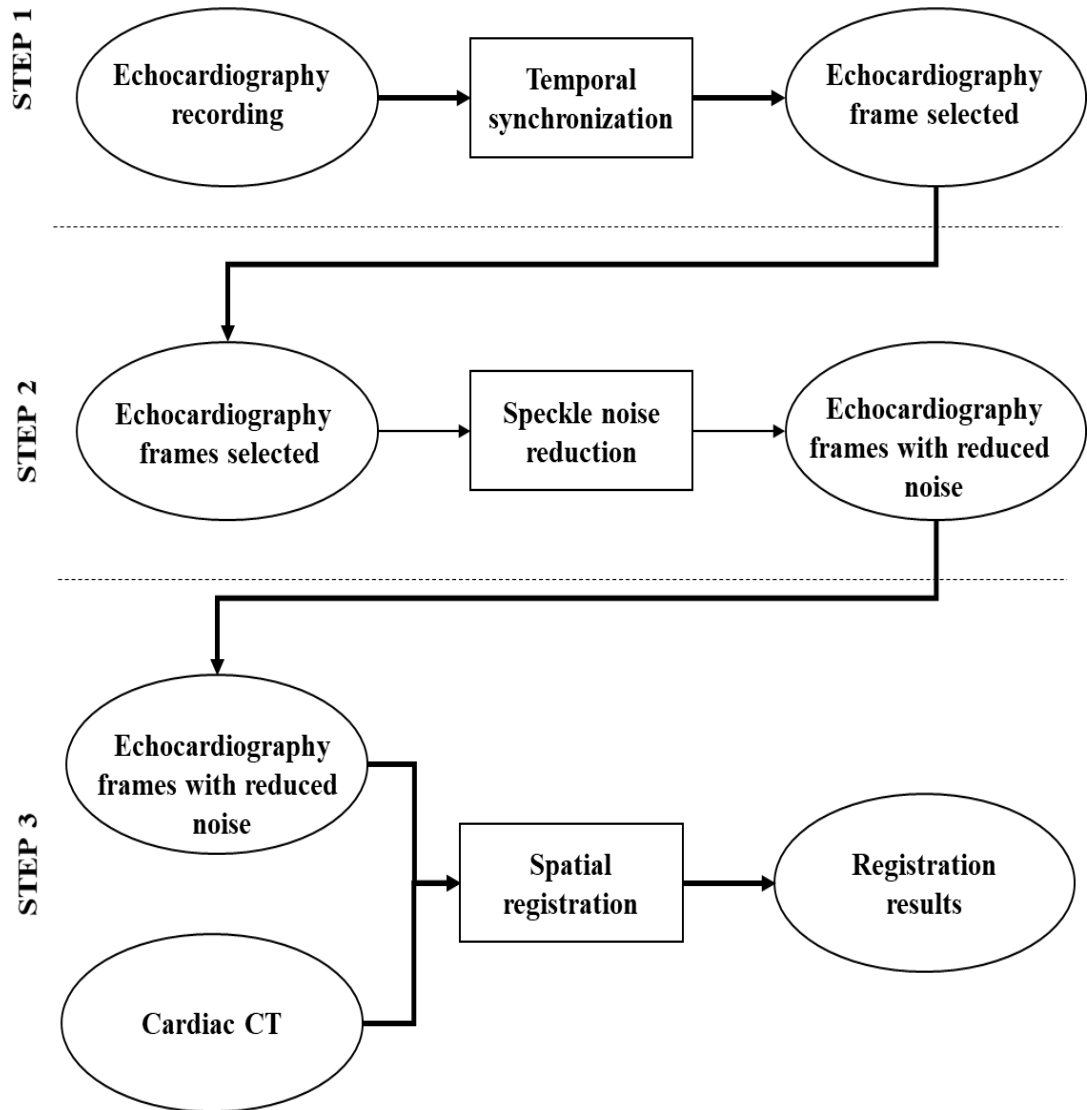 STEP 1
Echocardiography
recording
Temporal
synchronization
Echocardiography
frame selected
STEP 2
Echocardiography
frames selected
Speckle noise
reduction
Echocardiography
frames with reduced
noise
STEP 3
Echocardiography
frames with reduced
noise
Cardiac CT
Spatial
registration
Registration
results